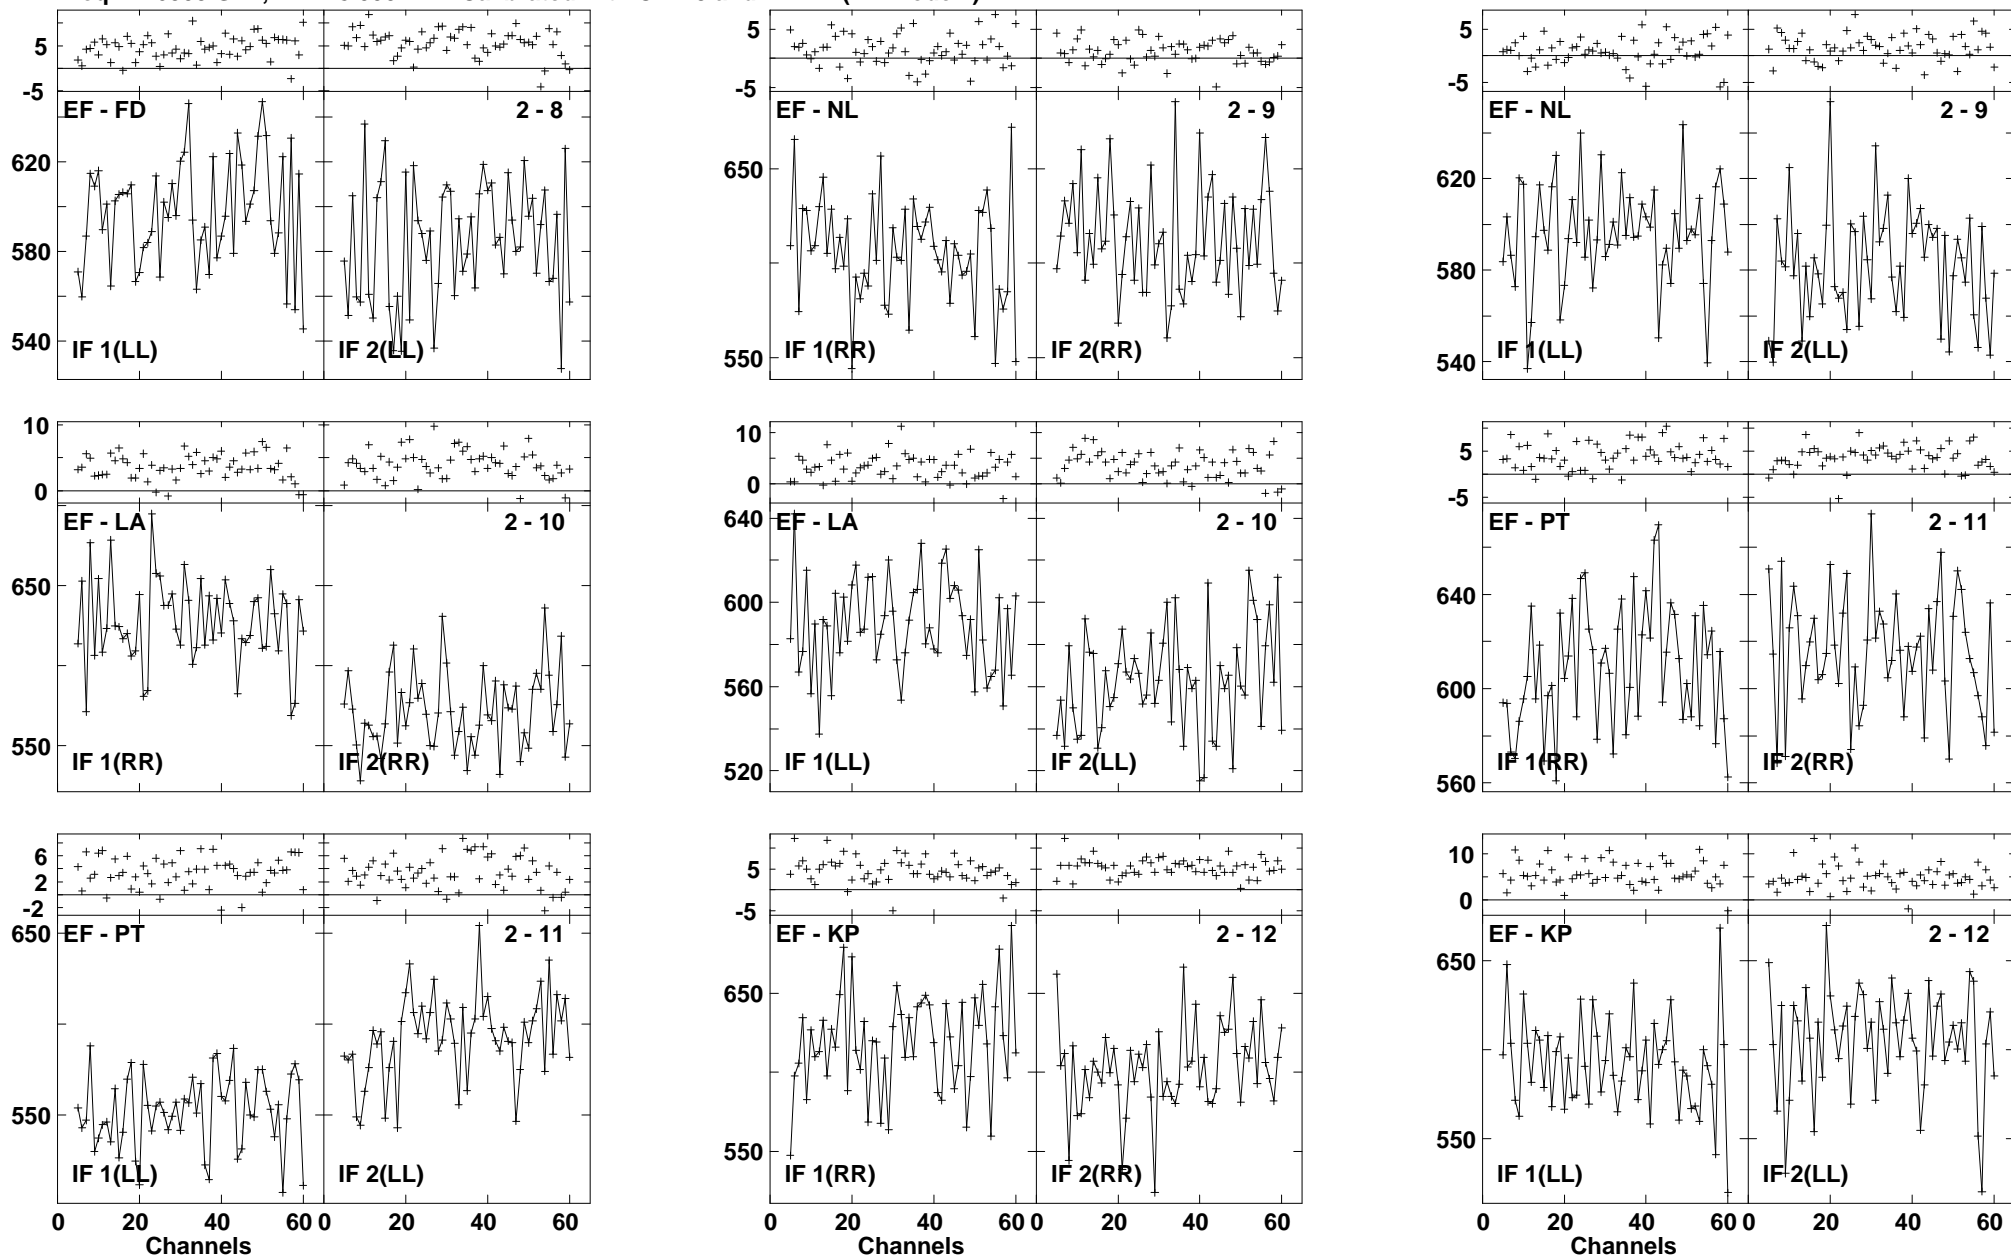 5 5 5
-5 -5 -5
EF - FD 2 - 8 EF - NL 2 - 9 EF - NL 2 - 9
620 650 620
580 580
540 IF 1(LL) IF 2(LL) 550 IF 1(RR) IF 2(RR) 540 IF 1(LL) IF 2(LL)
10 10 5
0 0 -5
EF - LA 2 - 10 EF - LA 2 - 10 EF - PT 2 - 11
650 640 640
600 600
560
550 IF 1(RR) IF 2(RR) 520 IF 1(LL) IF 2(LL) 560 IF 1(RR) IF 2(RR)
6 5 10
2 0
-2 -5
650 EF - PT 2 - 11 EF - KP 2 - 12 EF - KP 2 - 12
650 650
550 550 550
IF 1(LL) IF 2(LL) IF 1(RR) IF 2(RR) IF 1(LL) IF 2(LL)
0 20 40 60 0 20 40 60 0 20 40 60 0 20 40 60 0 20 40 60 0 20 40 60
Channels Channels Channels